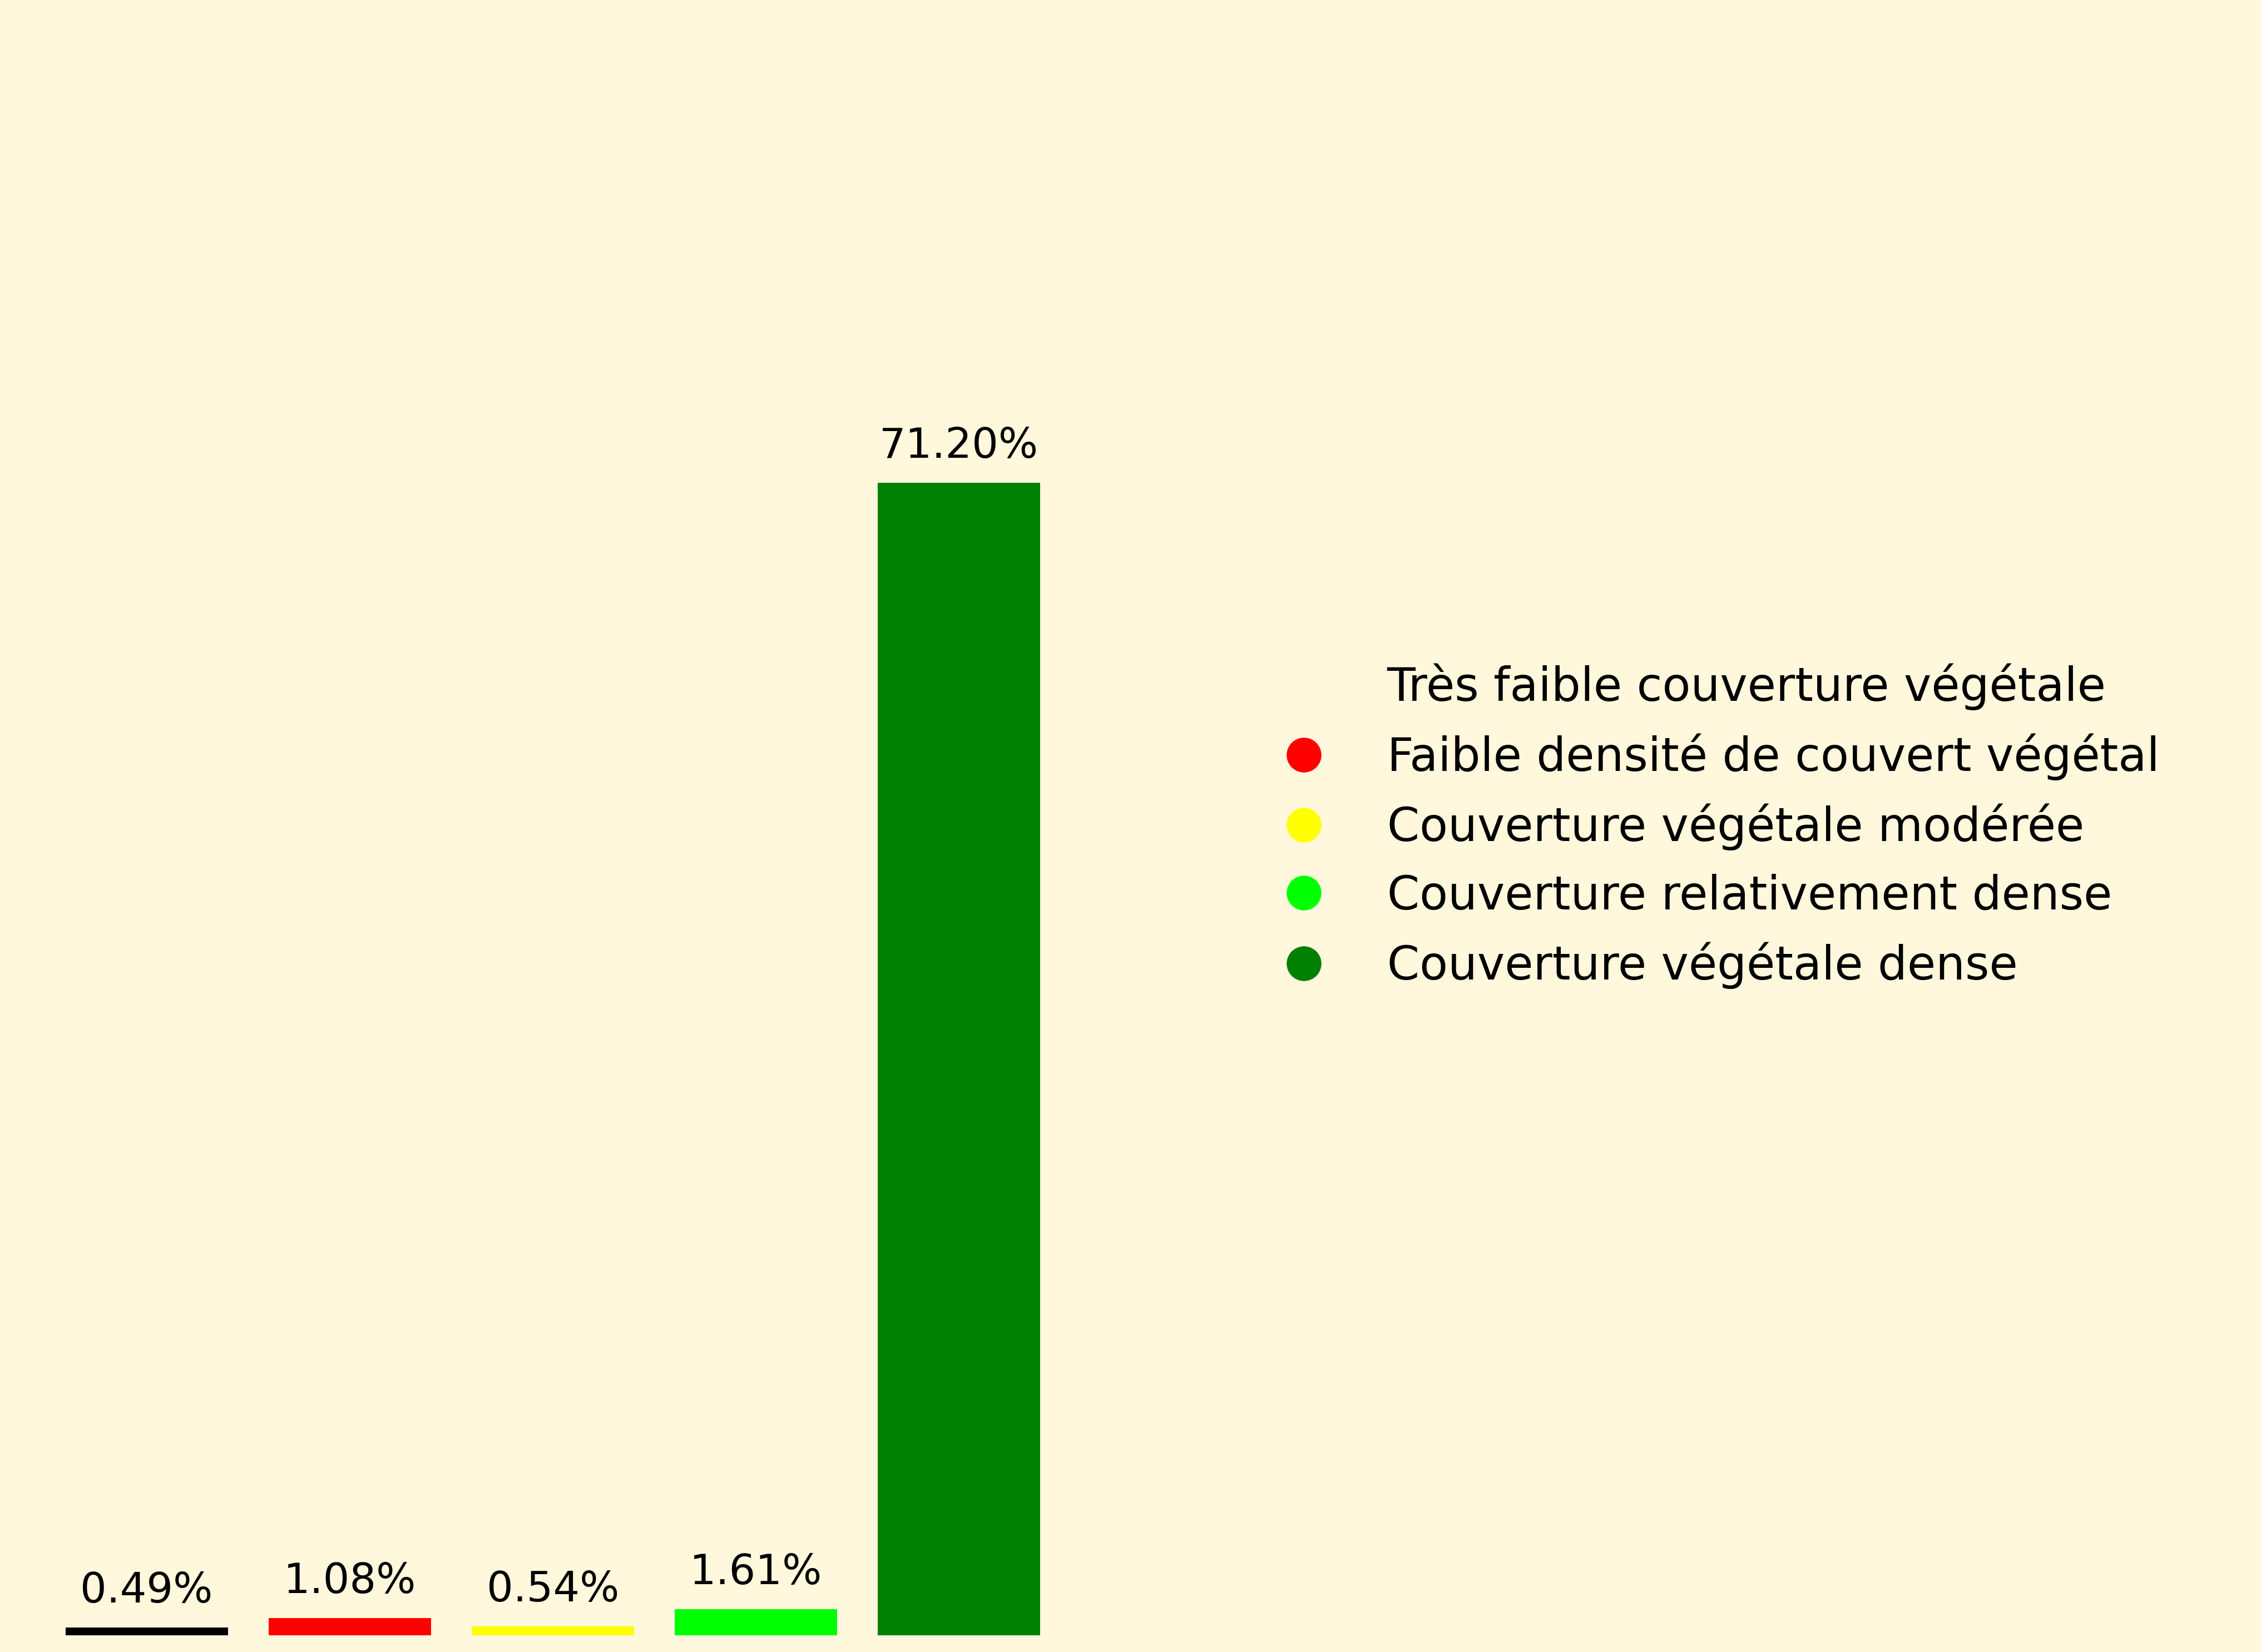 71.20%
Très faible couverture végétale
Faible densité de couvert végétal
Couverture végétale modérée
Couverture relativement dense
Couverture végétale dense
0.49%
1.08%
0.54%
1.61%